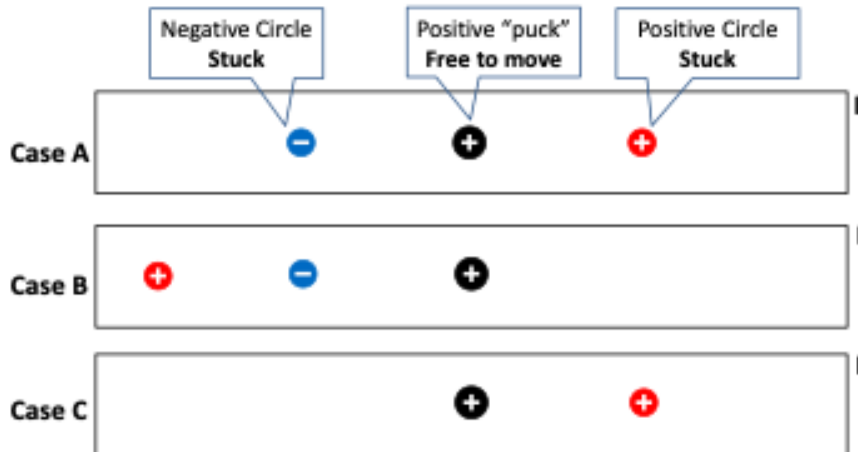 Negative Circle
Stuck
Positive "puck"
Free to move
Positive Circle
Stuck
Case A
− + +
Case B
+ − +
Case C
+ +